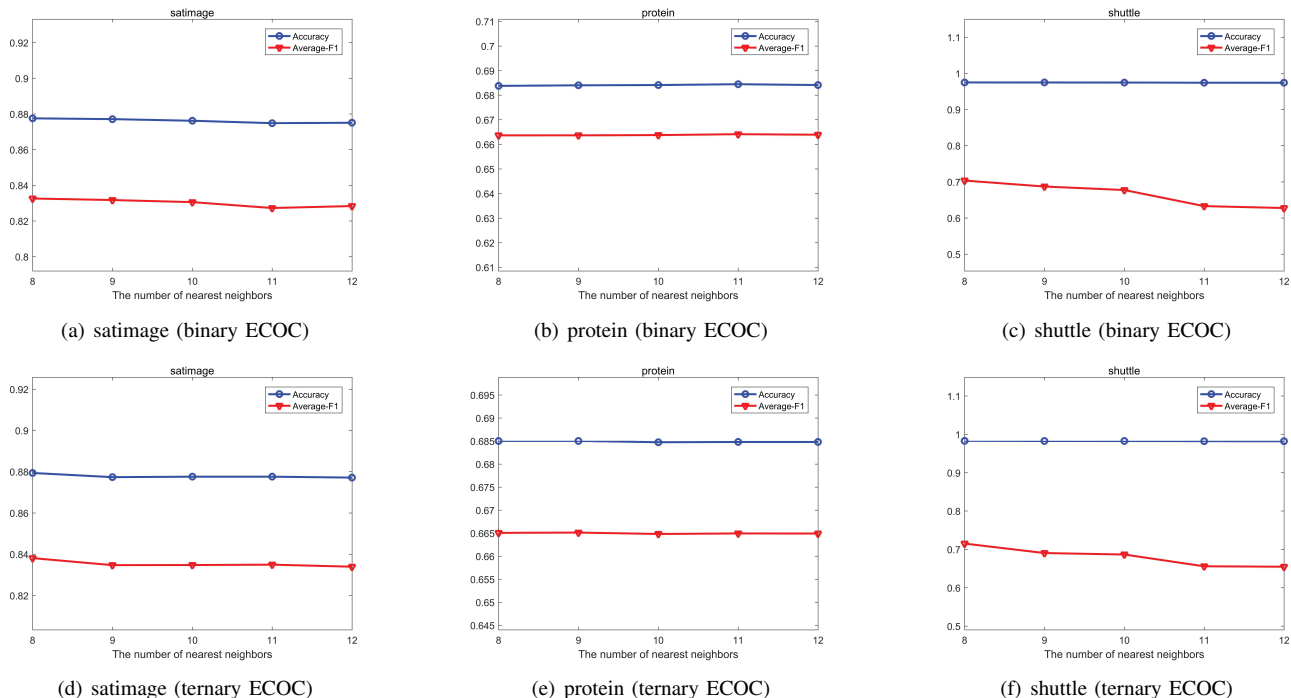 satimage
0.92
0.9
0.88
0.86
0.84
0.82
0.8
8 9 10 11 12
The number of nearest neighbors
Accuracy
Average-F1
(a) satimage (binary ECOC)
protein
0.71
0.7
0.69
0.68
0.67
0.66
0.65
0.64
0.63
0.62
0.61
8 9 10 11 12
The number of nearest neighbors
Accuracy
Average-F1
(b) protein (binary ECOC)
shuttle
1.1
1
0.9
0.8
0.7
0.6
0.5
8 9 10 11 12
The number of nearest neighbors
Accuracy
Average-F1
(c) shuttle (binary ECOC)
satimage
0.92
0.9
0.88
0.86
0.84
0.82
8 9 10 11 12
The number of nearest neighbors
Accuracy
Average-F1
(d) satimage (ternary ECOC)
protein
0.695
0.69
0.685
0.68
0.675
0.67
0.665
0.66
0.655
0.65
0.645
8 9 10 11 12
The number of nearest neighbors
Accuracy
Average-F1
(e) protein (ternary ECOC)
shuttle
1.1
1
0.9
0.8
0.7
0.6
0.5
8 9 10 11 12
The number of nearest neighbors
Accuracy
Average-F1
(f) shuttle (ternary ECOC)